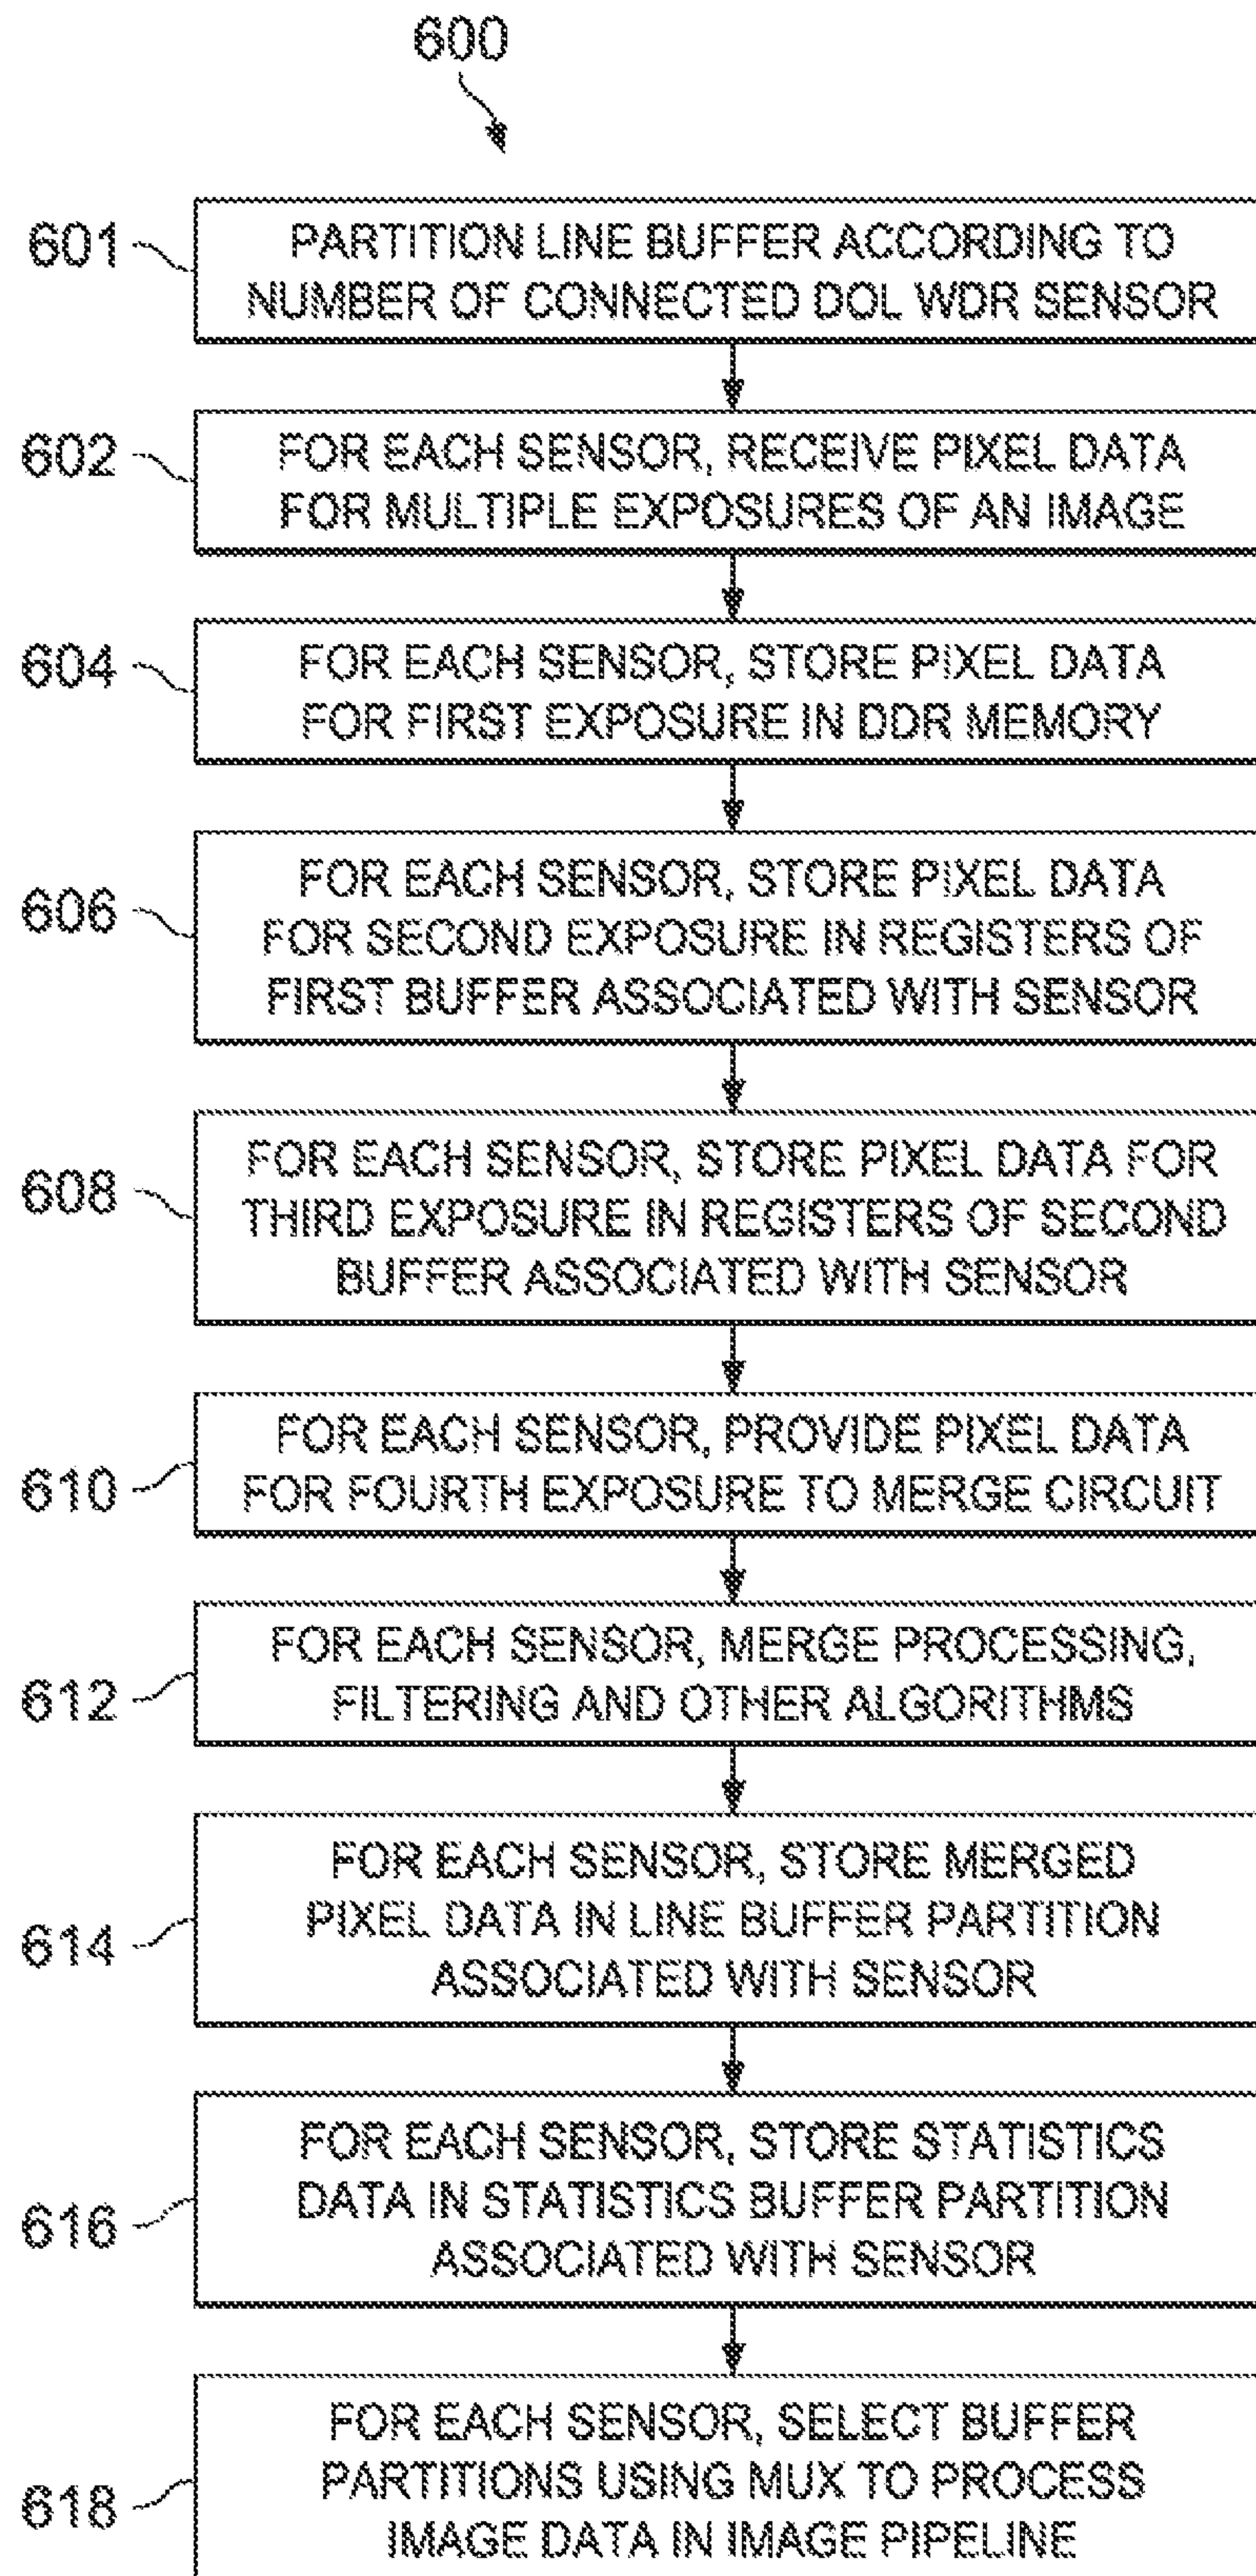 600
601
PARTITION LINE BUFFER ACCORDING TO
NUMBER OF CONNECTED DOL WDR SENSOR
602
FOR EACH SENSOR, RECEIVE PIXEL DATA
FOR MULTIPLE EXPOSURES OF AN IMAGE
604
FOR EACH SENSOR, STORE PIXEL DATA
FOR FIRST EXPOSURE IN DDR MEMORY
606
FOR EACH SENSOR, STORE PIXEL DATA
FOR SECOND EXPOSURE IN REGISTERS OF
FIRST BUFFER ASSOCIATED WITH SENSOR
608
FOR EACH SENSOR, STORE PIXEL DATA FOR
THIRD EXPOSURE IN REGISTERS OF SECOND
BUFFER ASSOCIATED WITH SENSOR
610
FOR EACH SENSOR, PROVIDE PIXEL DATA
FOR FOURTH EXPOSURE TO MERGE CIRCUIT
612
FOR EACH SENSOR, MERGE PROCESSING,
FILTERING AND OTHER ALGORITHMS
614
FOR EACH SENSOR, STORE MERGED
PIXEL DATA IN LINE BUFFER PARTITION
ASSOCIATED WITH SENSOR
616
FOR EACH SENSOR, STORE STATISTICS
DATA IN STATISTICS BUFFER PARTITION
ASSOCIATED WITH SENSOR
618
FOR EACH SENSOR, SELECT BUFFER
PARTITIONS USING MUX TO PROCESS
IMAGE DATA IN IMAGE PIPELINE